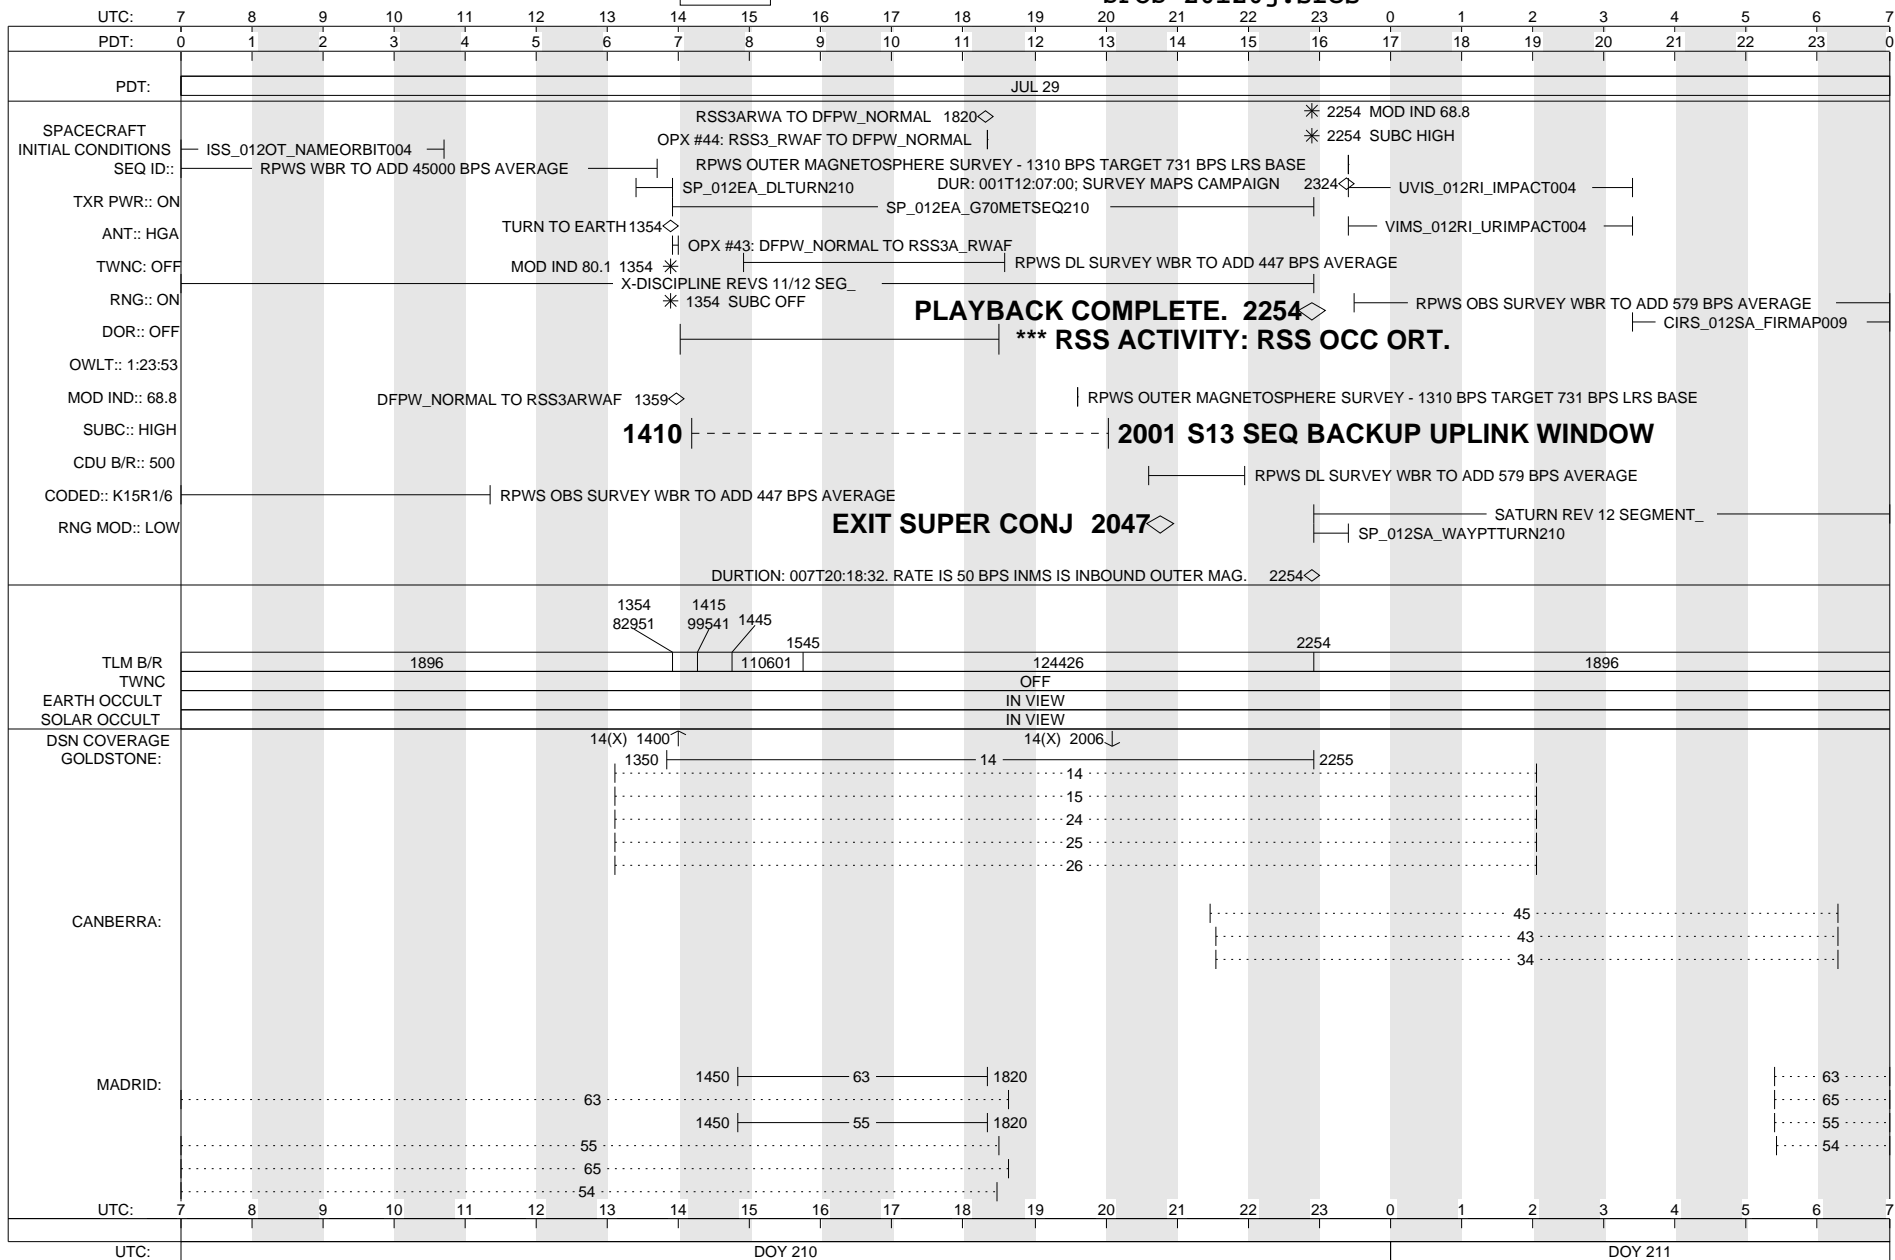 UTC: 7 8 9 10 11 12 13 14 15 16 17 18 19 20 21 22 23 0 1 2 3 4 5 6 7
PDT: 0 1 2 3 4 5 6 7 8 9 10 11 12 13 14 15 16 17 18 19 20 21 22 23 0
PDT: JUL 29
RSS3ARWA TO DFPW_NORMAL 1820
2254 MOD IND 68.8
SPACECRAFT
OPX #44: RSS3_RWAF TO DFPW_NORMAL
2254 SUBC HIGH
INITIAL CONDITIONS
ISS_012OT_NAMEORBIT004
SEQ ID::
RPWS WBR TO ADD 45000 BPS AVERAGE
RPWS OUTER MAGNETOSPHERE SURVEY - 1310 BPS TARGET 731 BPS LRS BASE
SP_012EA_DLTURN210
DUR: 001T12:07:00; SURVEY MAPS CAMPAIGN 2324
UVIS_012RI_IMPACT004
TXR PWR:: ON
SP_012EA_G70METSEQ210
TURN TO EARTH 1354
VIMS_012RI_URIMPACT004
ANT:: HGA
OPX #43: DFPW_NORMAL TO RSS3A_RWAF
TWNC: OFF
MOD IND 80.1 1354
RPWS DL SURVEY WBR TO ADD 447 BPS AVERAGE
X-DISCIPLINE REVS 11/12 SEG_
RNG:: ON
1354 SUBC OFF
PLAYBACK COMPLETE. 2254
RPWS OBS SURVEY WBR TO ADD 579 BPS AVERAGE
CIRS_012SA_FIRMAP009
DOR:: OFF
*** RSS ACTIVITY: RSS OCC ORT.
OWLT:: 1:23:53
MOD IND:: 68.8
DFPW_NORMAL TO RSS3ARWAF 1359
RPWS OUTER MAGNETOSPHERE SURVEY - 1310 BPS TARGET 731 BPS LRS BASE
SUBC:: HIGH
1410
2001 S13 SEQ BACKUP UPLINK WINDOW
CDU B/R:: 500
RPWS DL SURVEY WBR TO ADD 579 BPS AVERAGE
CODED:: K15R1/6
RPWS OBS SURVEY WBR TO ADD 447 BPS AVERAGE
SATURN REV 12 SEGMENT_
RNG MOD:: LOW
EXIT SUPER CONJ 2047
SP_012SA_WAYPTTURN210
DURTION: 007T20:18:32. RATE IS 50 BPS INMS IS INBOUND OUTER MAG. 2254
1354 1415
82951 99541 1445
1545 2254
TLM B/R 1896 110601 124426 1896
TWNC OFF
EARTH OCCULT IN VIEW
SOLAR OCCULT IN VIEW
DSN COVERAGE 14(X) 1400 14(X) 2006
GOLDSTONE: 1350 14 2255
14
15
24
25
26
45
CANBERRA:
43
34
MADRID:
1450 63 1820 63
63 65
1450 55 1820 55
55 54
65
54
UTC: 7 8 9 10 11 12 13 14 15 16 17 18 19 20 21 22 23 0 1 2 3 4 5 6 7
UTC: DOY 210 DOY 211